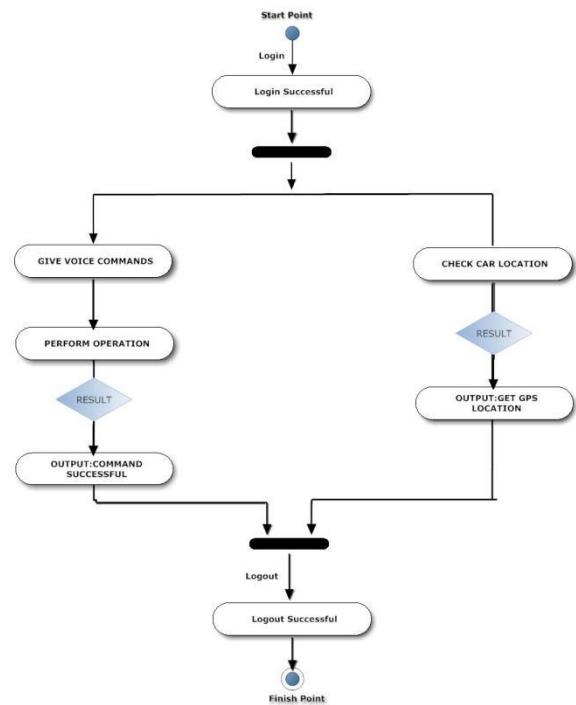 Start Point
Login
Login Successful
GIVE VOICE COMMANDS
CHECK CAR LOCATION
PERFORM OPERATION
RESULT
RESULT
OUTPUT:GET GPS
LOCATION
OUTPUT:COMMAND
SUCCESSFUL
Logout
Logout Successful
Finish Point